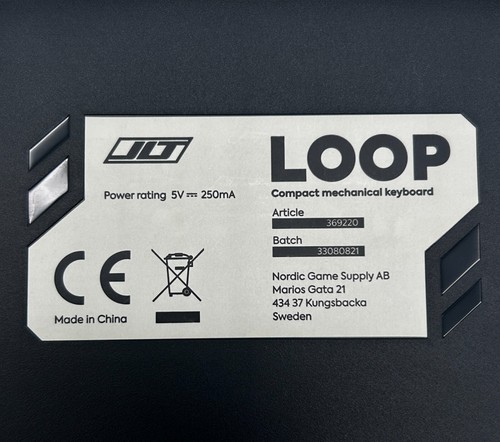 JLT
LOOP
Power rating 5V ⎓ 250mA
Compact mechanical keyboard
Article
369220
Batch
33080821
CE
Made in China
Nordic Game Supply AB
Marios Gata 21
434 37 Kungsbacka
Sweden